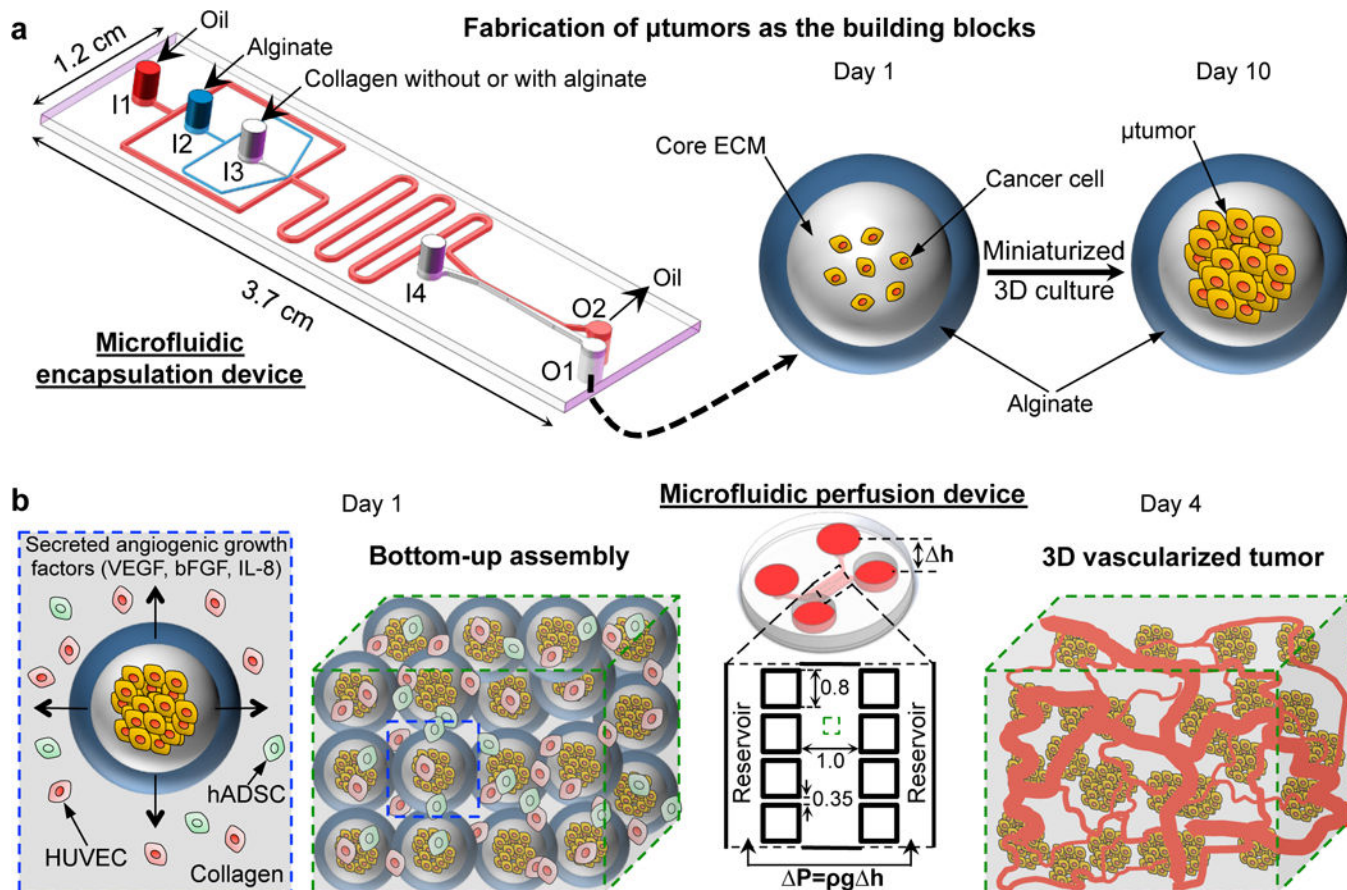 a
Fabrication of μtumors as the building blocks
Oil
Alginate
Collagen without or with alginate
1.2 cm
I1
I2
I3
I4
3.7 cm
Oil
O2
O1
Microfluidic
encapsulation device
Day 1
Day 10
Core ECM
Cancer cell
μtumor
Miniaturized
3D culture
Alginate
b
Day 1
Microfluidic perfusion device
Day 4
Secreted angiogenic growth
factors (VEGF, bFGF, IL-8)
hADSC
HUVEC
Collagen
Bottom-up assembly
Δh
Reservoir
0.8
1.0
0.35
Reservoir
ΔP=ρgΔh
3D vascularized tumor